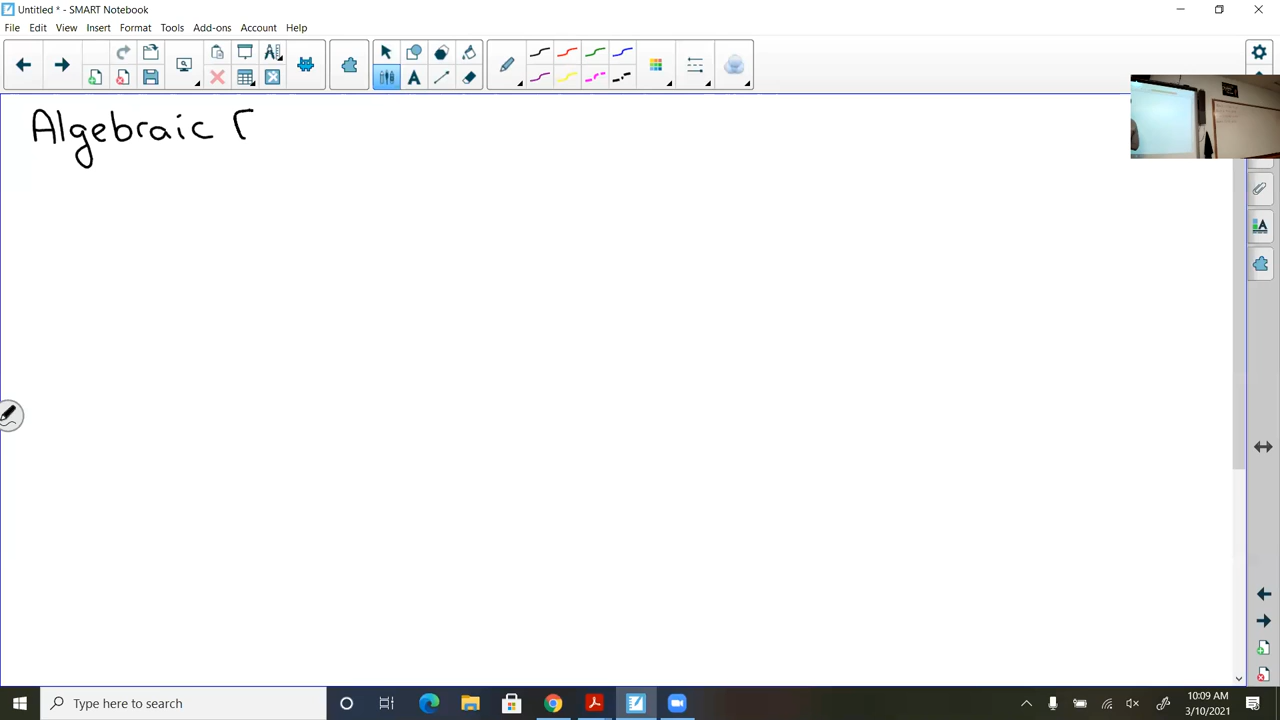 Untitled * - SMART Notebook
File Edit View Insert Format Tools Add-ons Account Help
Algebraic
Type here to search
10:09 AM
3/10/2021